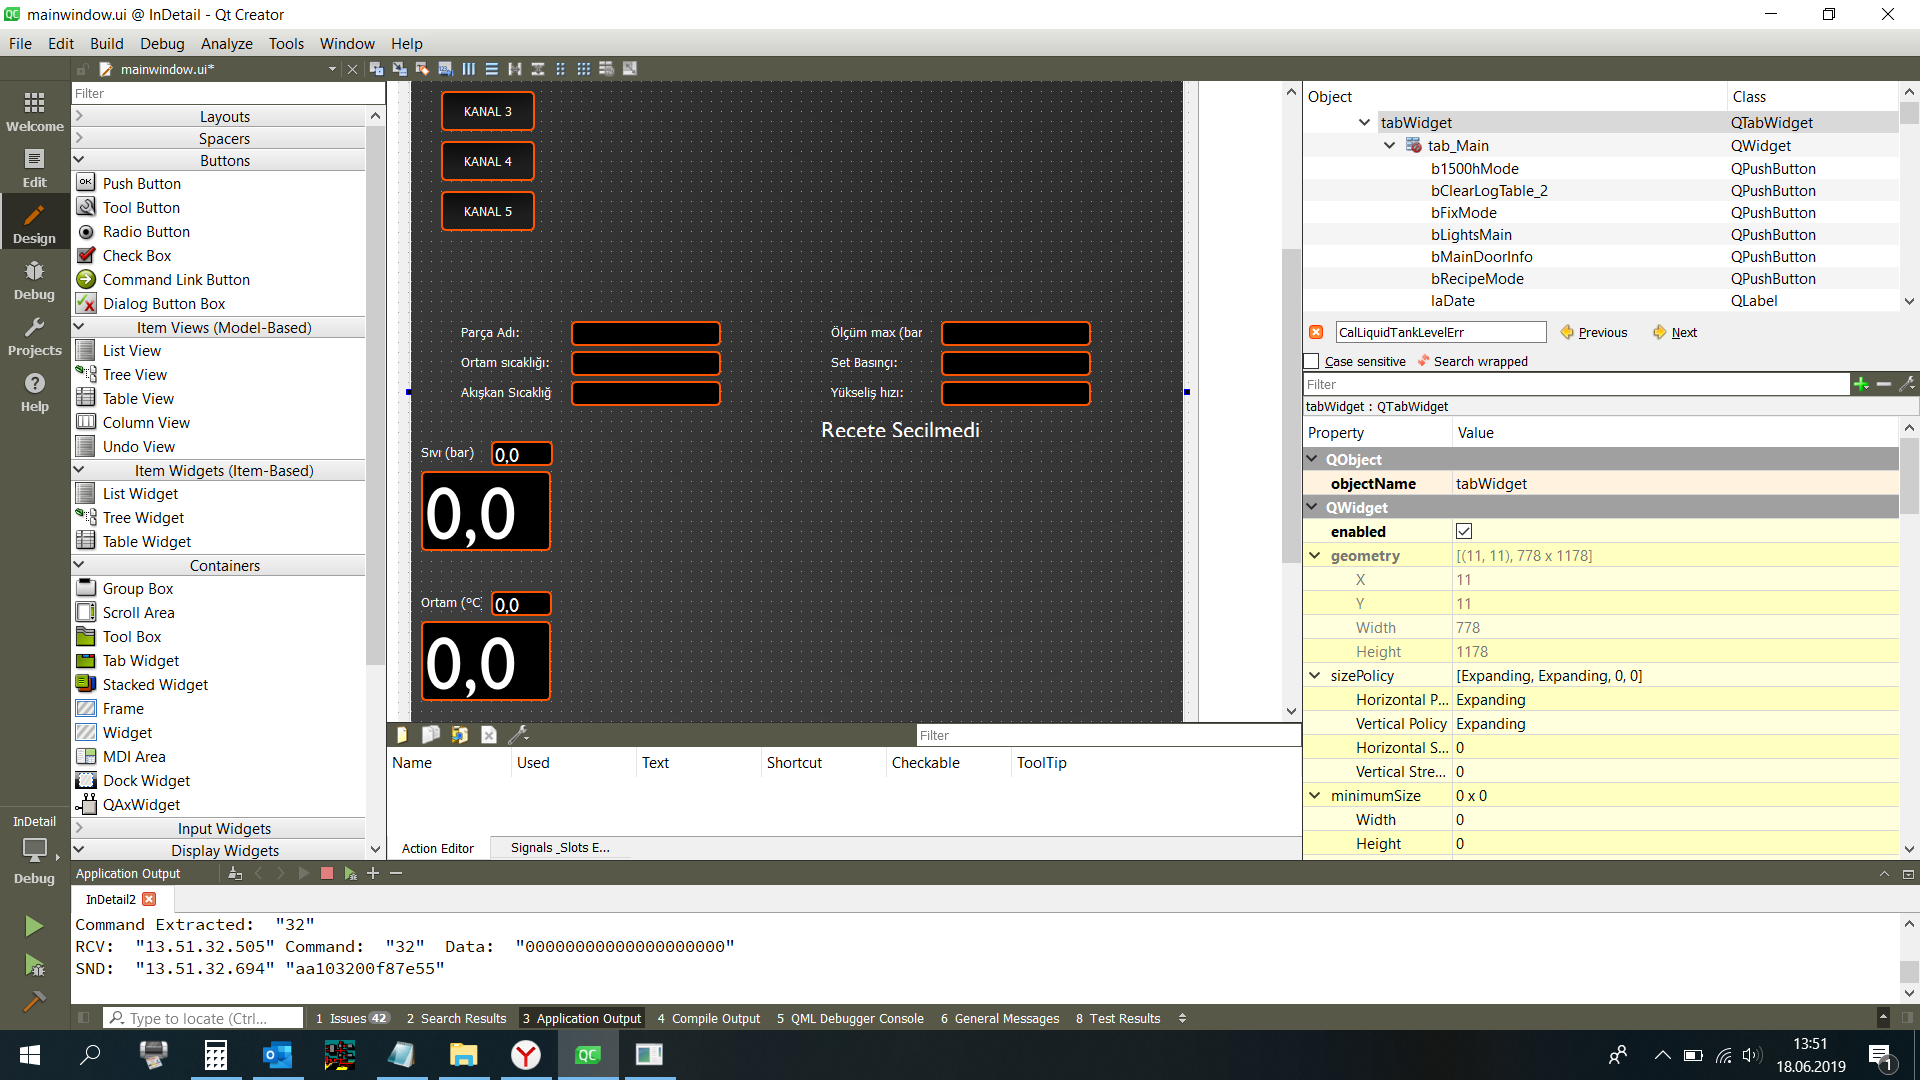 mainwindow.ui @ InDetail - Qt Creator
File Edit Build Debug Analyze Tools Window Help
mainwindow.ui*
Welcome
Edit
Design
Debug
Projects
Help
InDetail
Debug
Filter
Layouts
Spacers
Buttons
Push Button
Tool Button
Radio Button
Check Box
Command Link Button
Dialog Button Box
Item Views (Model-Based)
List View
Tree View
Table View
Column View
Undo View
Item Widgets (Item-Based)
List Widget
Tree Widget
Table Widget
Containers
Group Box
Scroll Area
Tool Box
Tab Widget
Stacked Widget
Frame
Widget
MDI Area
Dock Widget
QAxWidget
Input Widgets
Display Widgets
KANAL 3
KANAL 4
KANAL 5
Parça Adı:
Ortam sıcaklığı:
Akışkan Sıcaklığ
Ölçüm max (bar
Set Basınçı:
Yükseliş hızı:
Recete Secilmedi
Sıvı (bar) 0,0
0,0
Ortam (°C 0,0
0,0
Filter
Name Used Text Shortcut Checkable ToolTip
Action Editor Signals _Slots E...
Object Class
tabWidget QTabWidget
tab_Main QWidget
b1500hMode QPushButton
bClearLogTable_2 QPushButton
bFixMode QPushButton
bLightsMain QPushButton
bMainDoorInfo QPushButton
bRecipeMode QPushButton
laDate QLabel
CalLiquidTankLevelErr Previous Next
Case sensitive Search wrapped
Filter
tabWidget : QTabWidget
Property Value
QObject
objectName tabWidget
QWidget
enabled
geometry [(11, 11), 778 x 1178]
X 11
Y 11
Width 778
Height 1178
sizePolicy [Expanding, Expanding, 0, 0]
Horizontal P... Expanding
Vertical Policy Expanding
Horizontal S... 0
Vertical Stre... 0
minimumSize 0 x 0
Width 0
Height 0
Application Output
InDetail2
Command Extracted: "32"
RCV: "13.51.32.505" Command: "32" Data: "00000000000000000000"
SND: "13.51.32.694" "aa103200f87e55"
Type to locate (Ctrl... 1 Issues 42 2 Search Results 3 Application Output 4 Compile Output 5 QML Debugger Console 6 General Messages 8 Test Results
13:51
18.06.2019
1